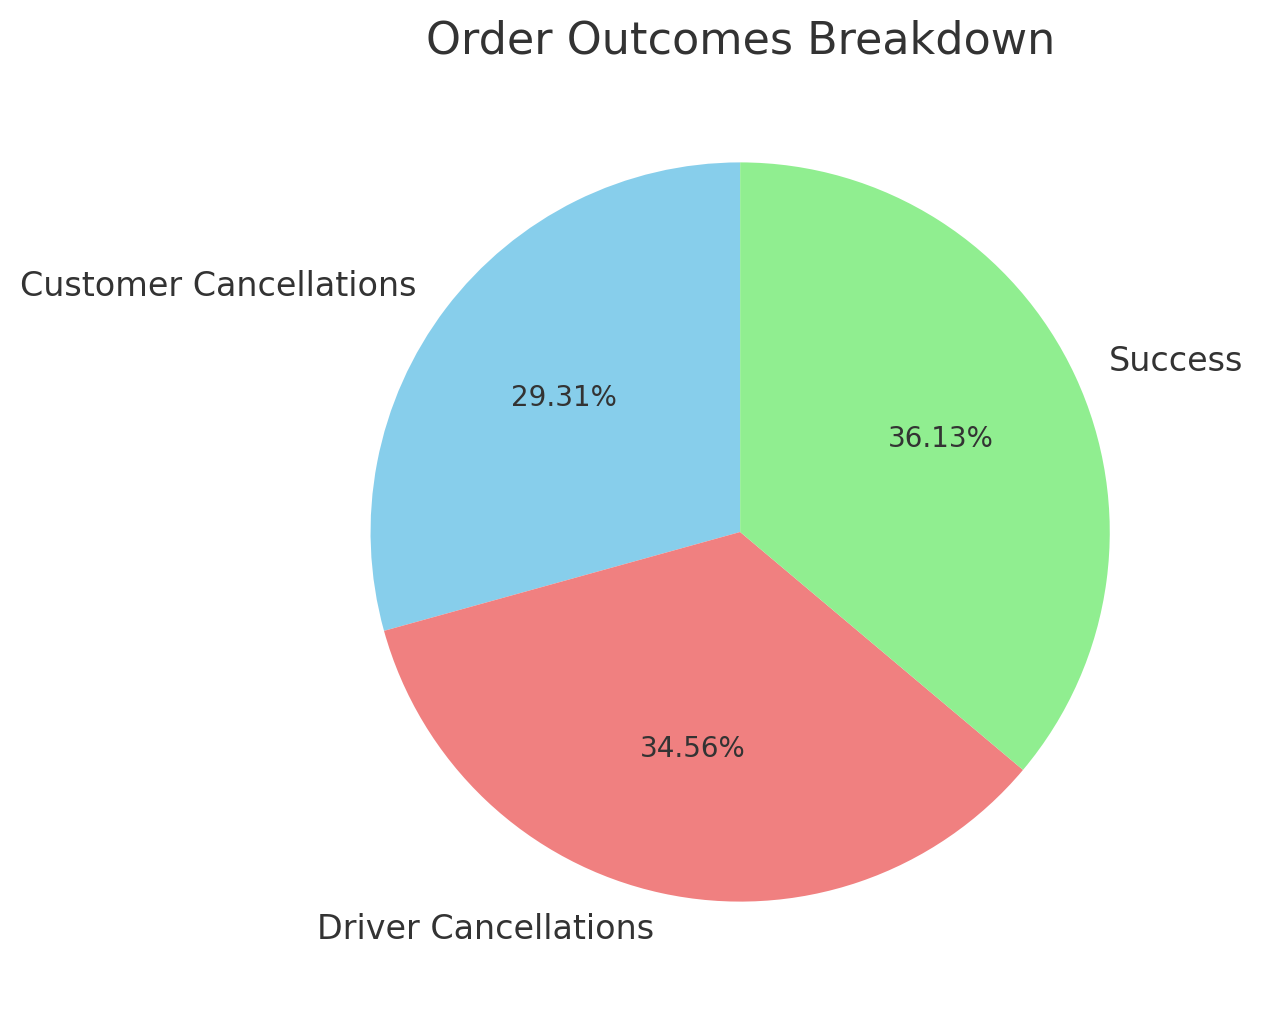 Order Outcomes Breakdown
Customer Cancellations
Success
29.31%
36.13%
34.56%
Driver Cancellations